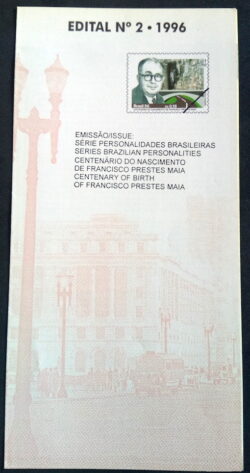 EDITAL Nº 2 • 1996
EMISSÃO/ISSUE:
SÉRIE PERSONALIDADES BRASILEIRAS
SERIES BRAZILIAN PERSONALITIES
CENTENÁRIO DO NASCIMENTO
DE FRANCISCO PRESTES MAIA
CENTENARY OF BIRTH
OF FRANCISCO PRESTES MAIA